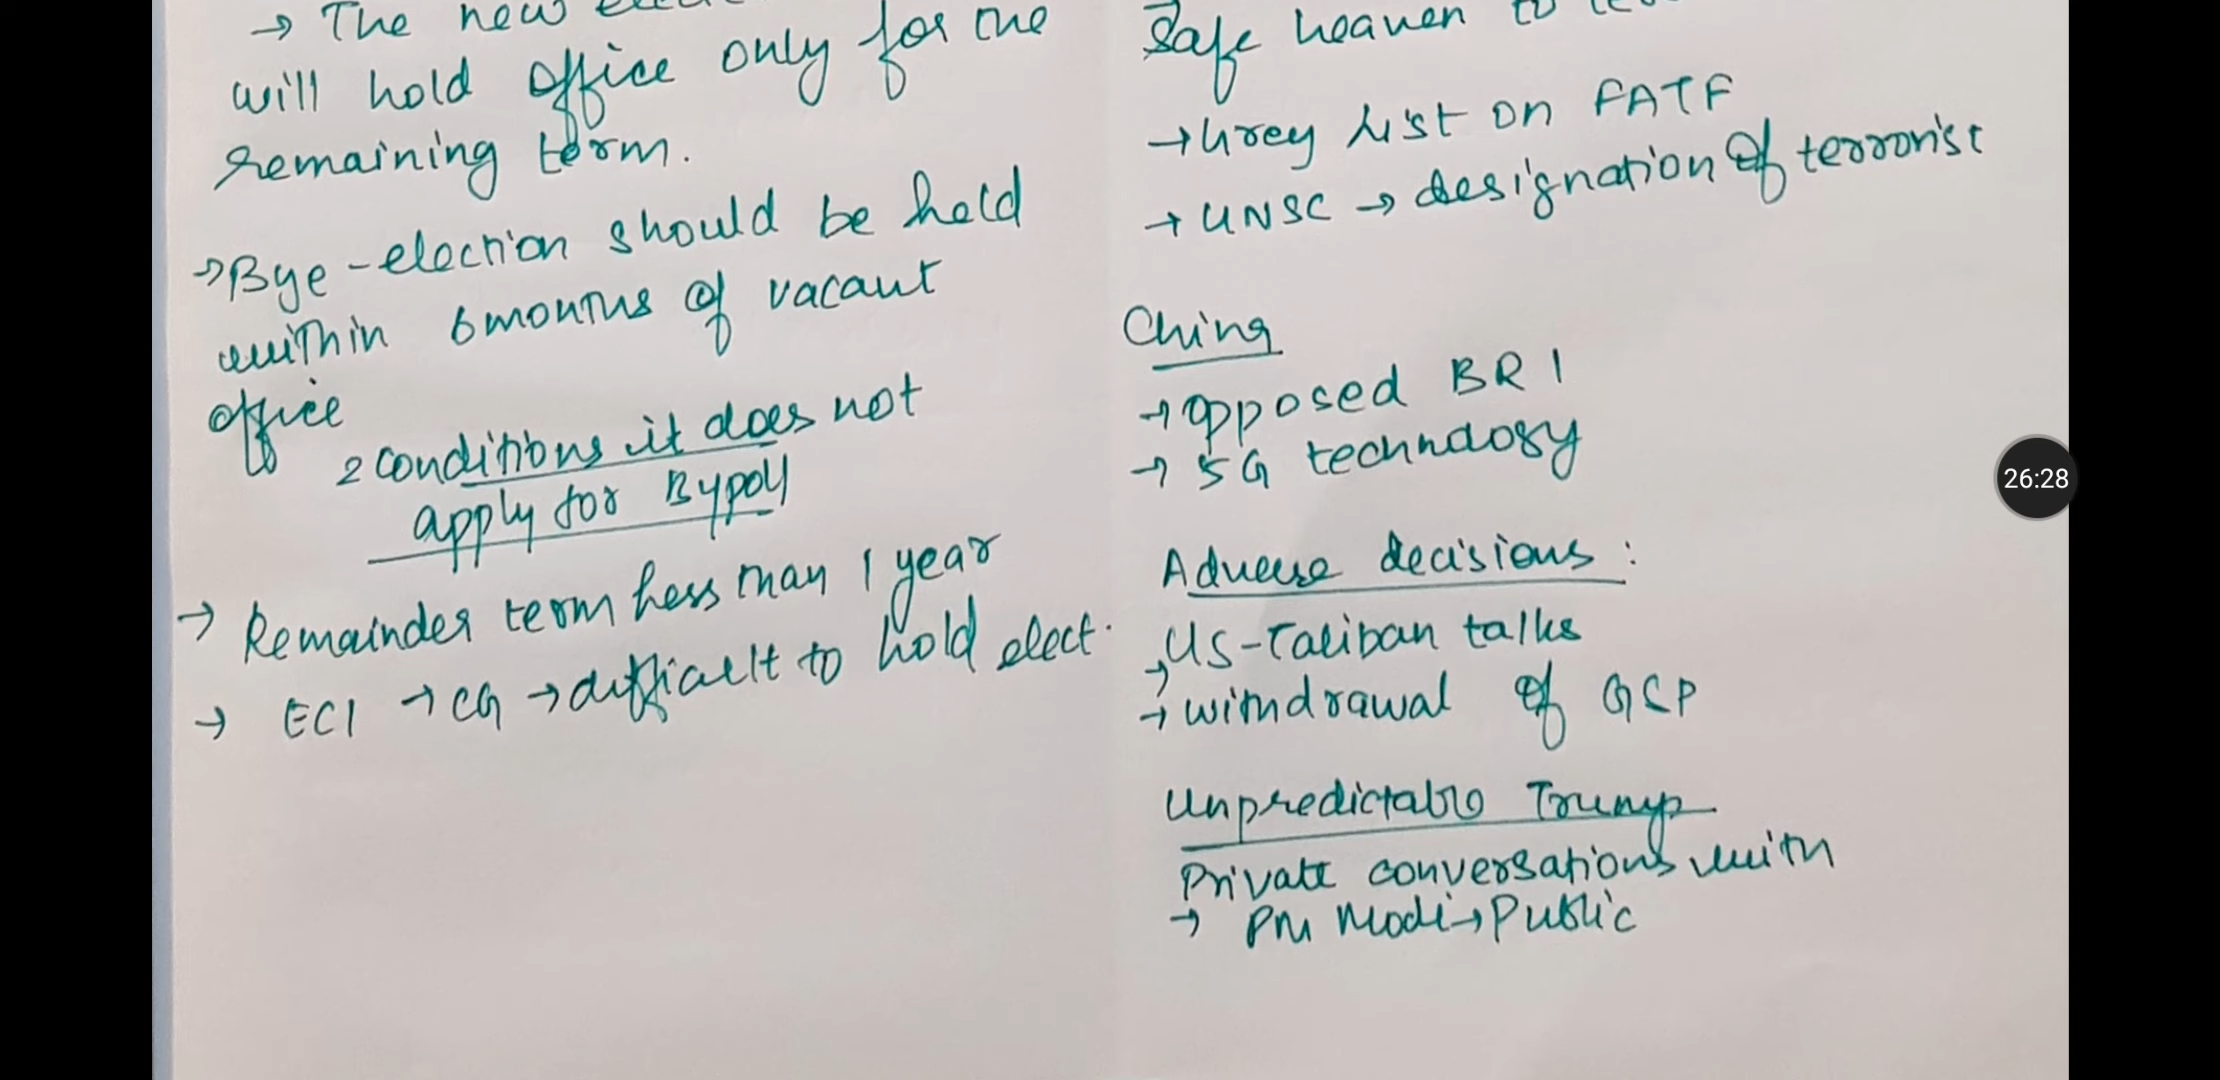 → The new
will hold office only for the
remaining term.
→ Bye-election should be held
within 6 months of vacant
office
2 conditions it does not
apply for Bypoll
→ Remainder term less than 1 year
→ ECI → CG → difficult to hold elect.
Safe heaven to
→ Grey list on FATF
→ UNSC → designation of terrorist
China
→ opposed BRI
→ 5G technology
Adverse decisions:
→ US-Taliban talks
→ withdrawal of GSP
Unpredictable Trump
Private conversations with
→ PM Modi → Public
26:28